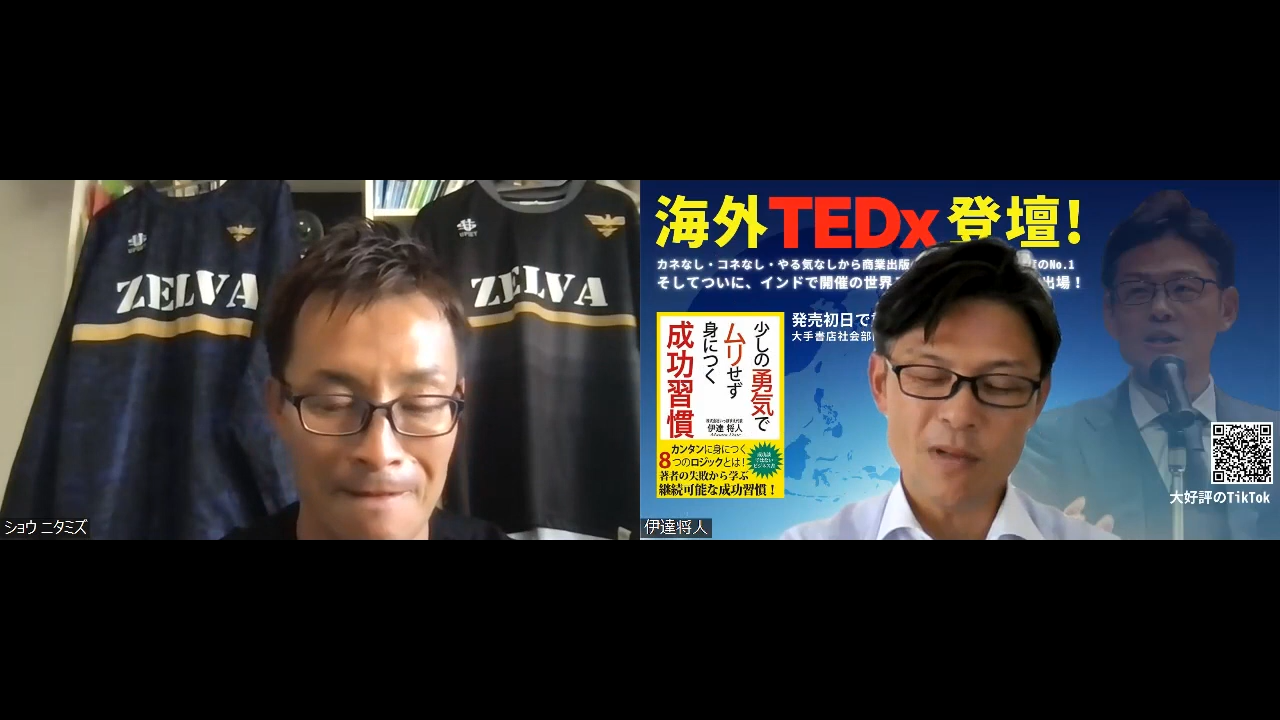 ZELVA
ZELVA
ショウ ニタミズ
海外TEDx登壇!
カネなし・コネなし・やる気なしから商業出版
のNo.1
そしてついに、インドで開催の世界
出場!
発売初日で
大手書店社会部
少しの勇気で
ムリせず
身につく
成功習慣
伊達 将人
カンタンに身につく
8つのロジックとは!
著者の失敗から学ぶ
継続可能な成功習慣!
大好評のTikTok
伊達将人